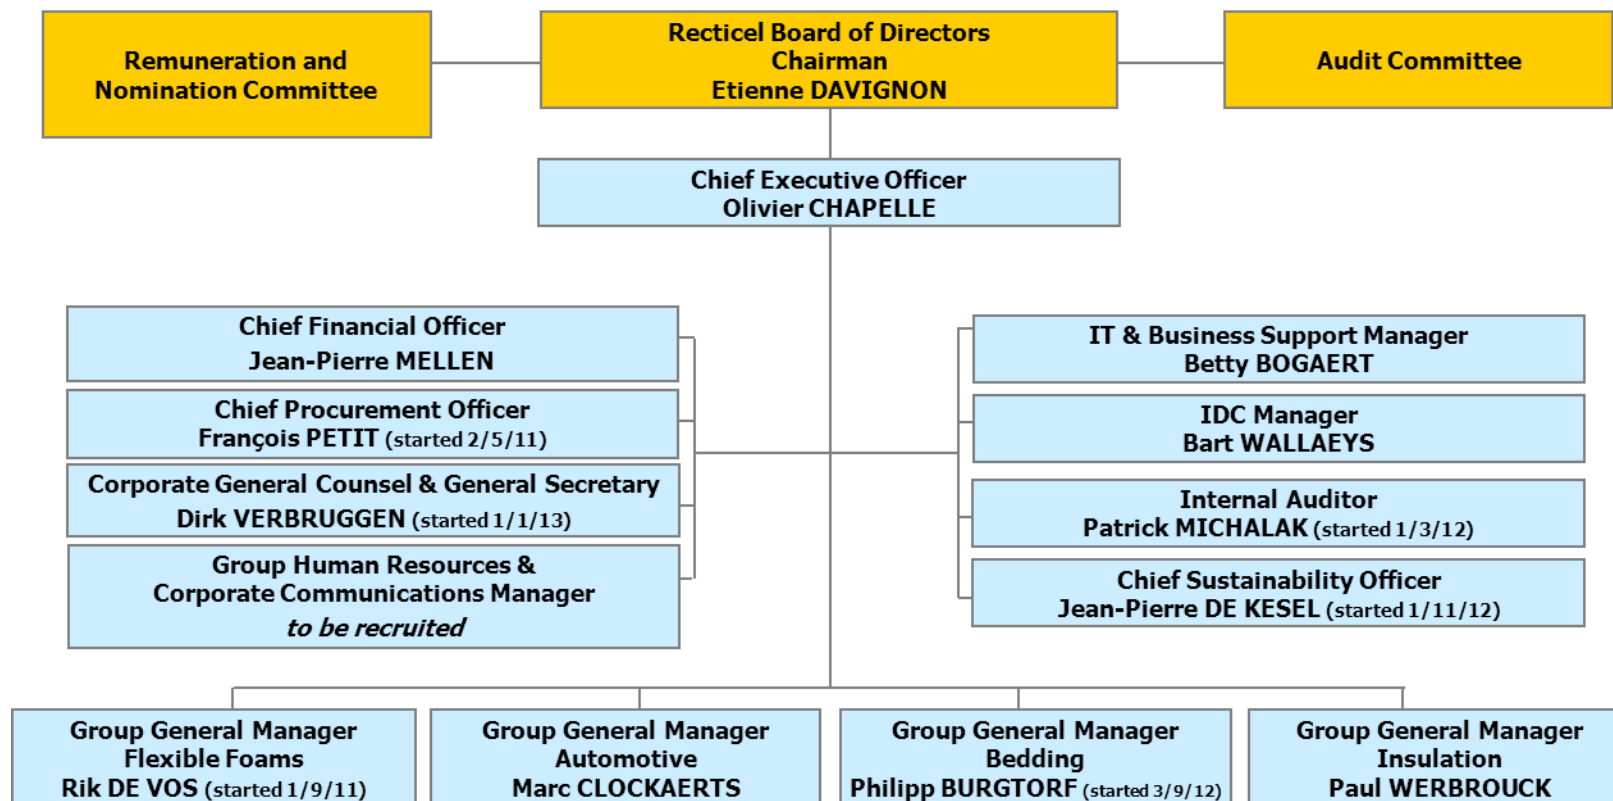 Remuneration and
Nomination Committee
Recticel Board of Directors
Chairman
Etienne DAVIGNON
Audit Committee
Chief Executive Officer
Olivier CHAPELLE
Chief Financial Officer
Jean-Pierre MELLEN
Chief Procurement Officer
François PETIT (started 2/5/11)
Corporate General Counsel & General Secretary
Dirk VERBRUGGEN (started 1/1/13)
Group Human Resources &
Corporate Communications Manager
to be recruited
IT & Business Support Manager
Betty BOGAERT
IDC Manager
Bart WALLAEYS
Internal Auditor
Patrick MICHALAK (started 1/3/12)
Chief Sustainability Officer
Jean-Pierre DE KESEL (started 1/11/12)
Group General Manager
Flexible Foams
Rik DE VOS (started 1/9/11)
Group General Manager
Automotive
Marc CLOCKAERTS
Group General Manager
Bedding
Philipp BURGTORF (started 3/9/12)
Group General Manager
Insulation
Paul WERBROUCK